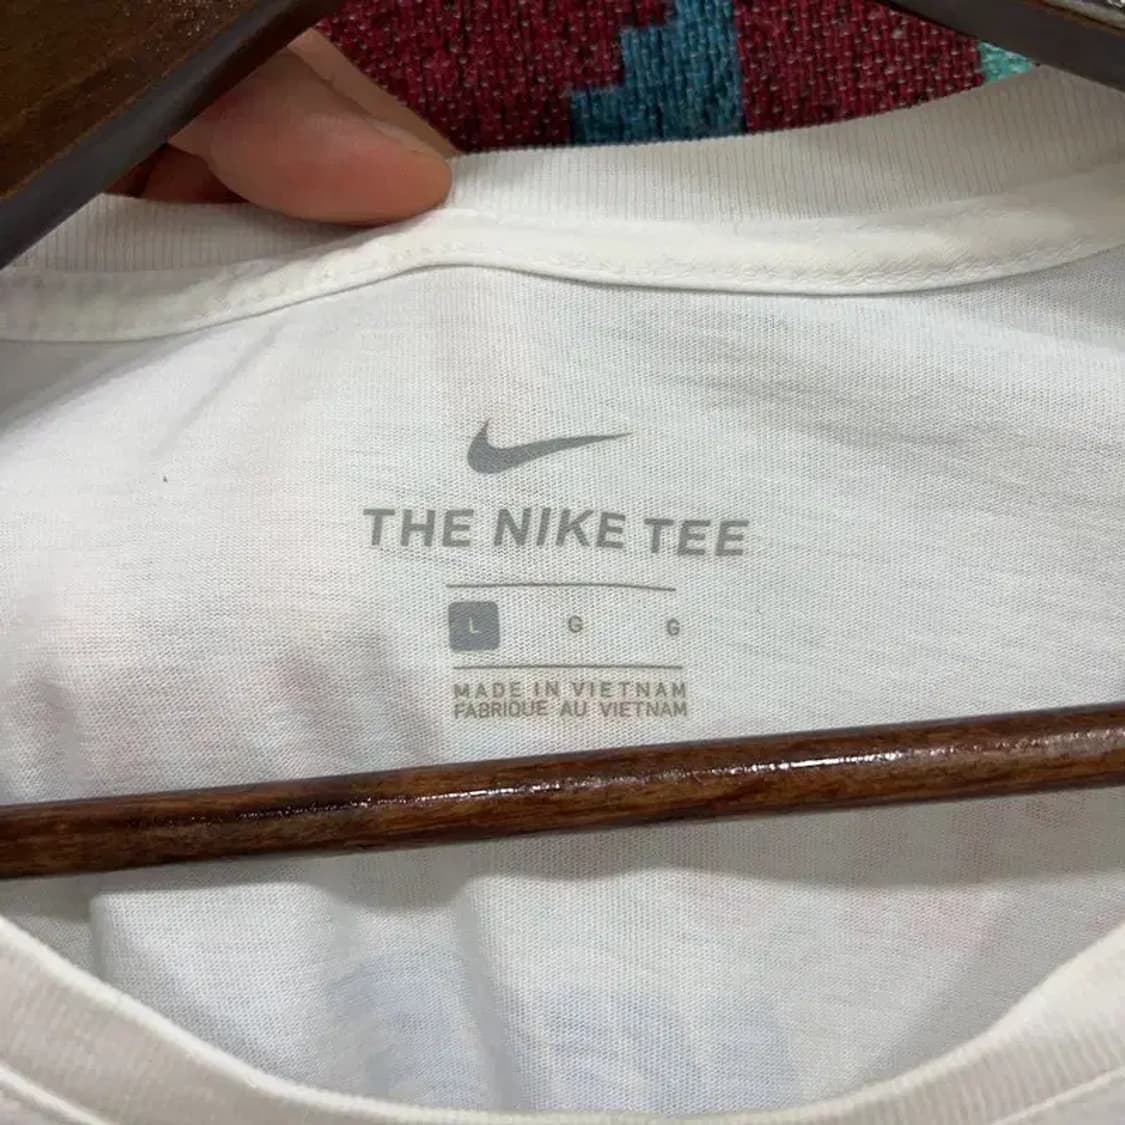 THE NIKE TEE
L G G
MADE IN VIETNAM
FABRIQUE AU VIETNAM